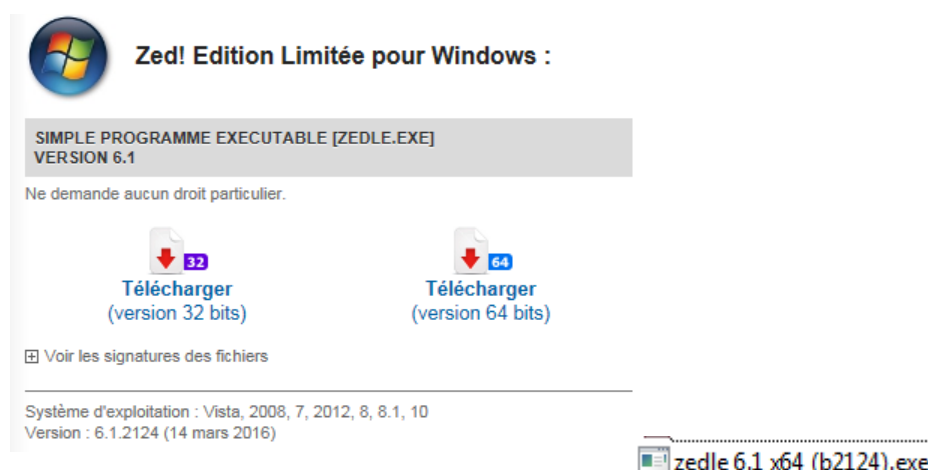 Zed! Edition Limitée pour Windows :
SIMPLE PROGRAMME EXECUTABLE [ZEDLE.EXE]
VERSION 6.1
Ne demande aucun droit particulier.
32 64
Télécharger Télécharger
(version 32 bits) (version 64 bits)
Voir les signatures des fichiers
Système d'exploitation : Vista, 2008, 7, 2012, 8, 8.1, 10
Version : 6.1.2124 (14 mars 2016)
zedle 6.1 x64 (b2124).exe